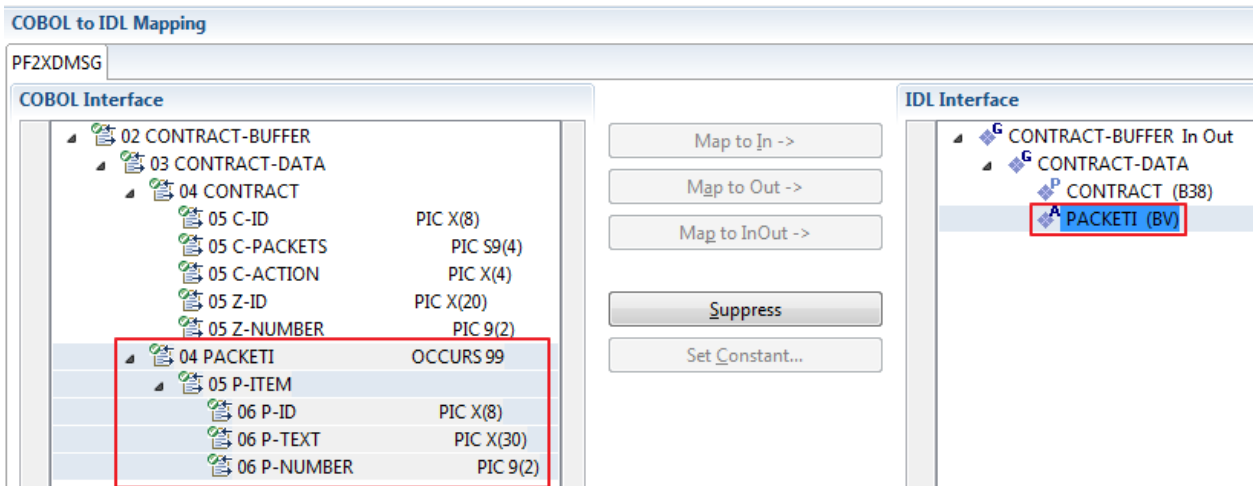 COBOL to IDL Mapping
PF2XDMSG
COBOL Interface
02 CONTRACT-BUFFER
03 CONTRACT-DATA
04 CONTRACT
05 C-ID PIC X(8)
05 C-PACKETS PIC S9(4)
05 C-ACTION PIC X(4)
05 Z-ID PIC X(20)
05 Z-NUMBER PIC 9(2)
04 PACKETI OCCURS 99
05 P-ITEM
06 P-ID PIC X(8)
06 P-TEXT PIC X(30)
06 P-NUMBER PIC 9(2)
Map to In ->
Map to Out ->
Map to InOut ->
Suppress
Set Constant...
IDL Interface
G CONTRACT-BUFFER In Out
G CONTRACT-DATA
P CONTRACT (B38)
A PACKETI (BV)